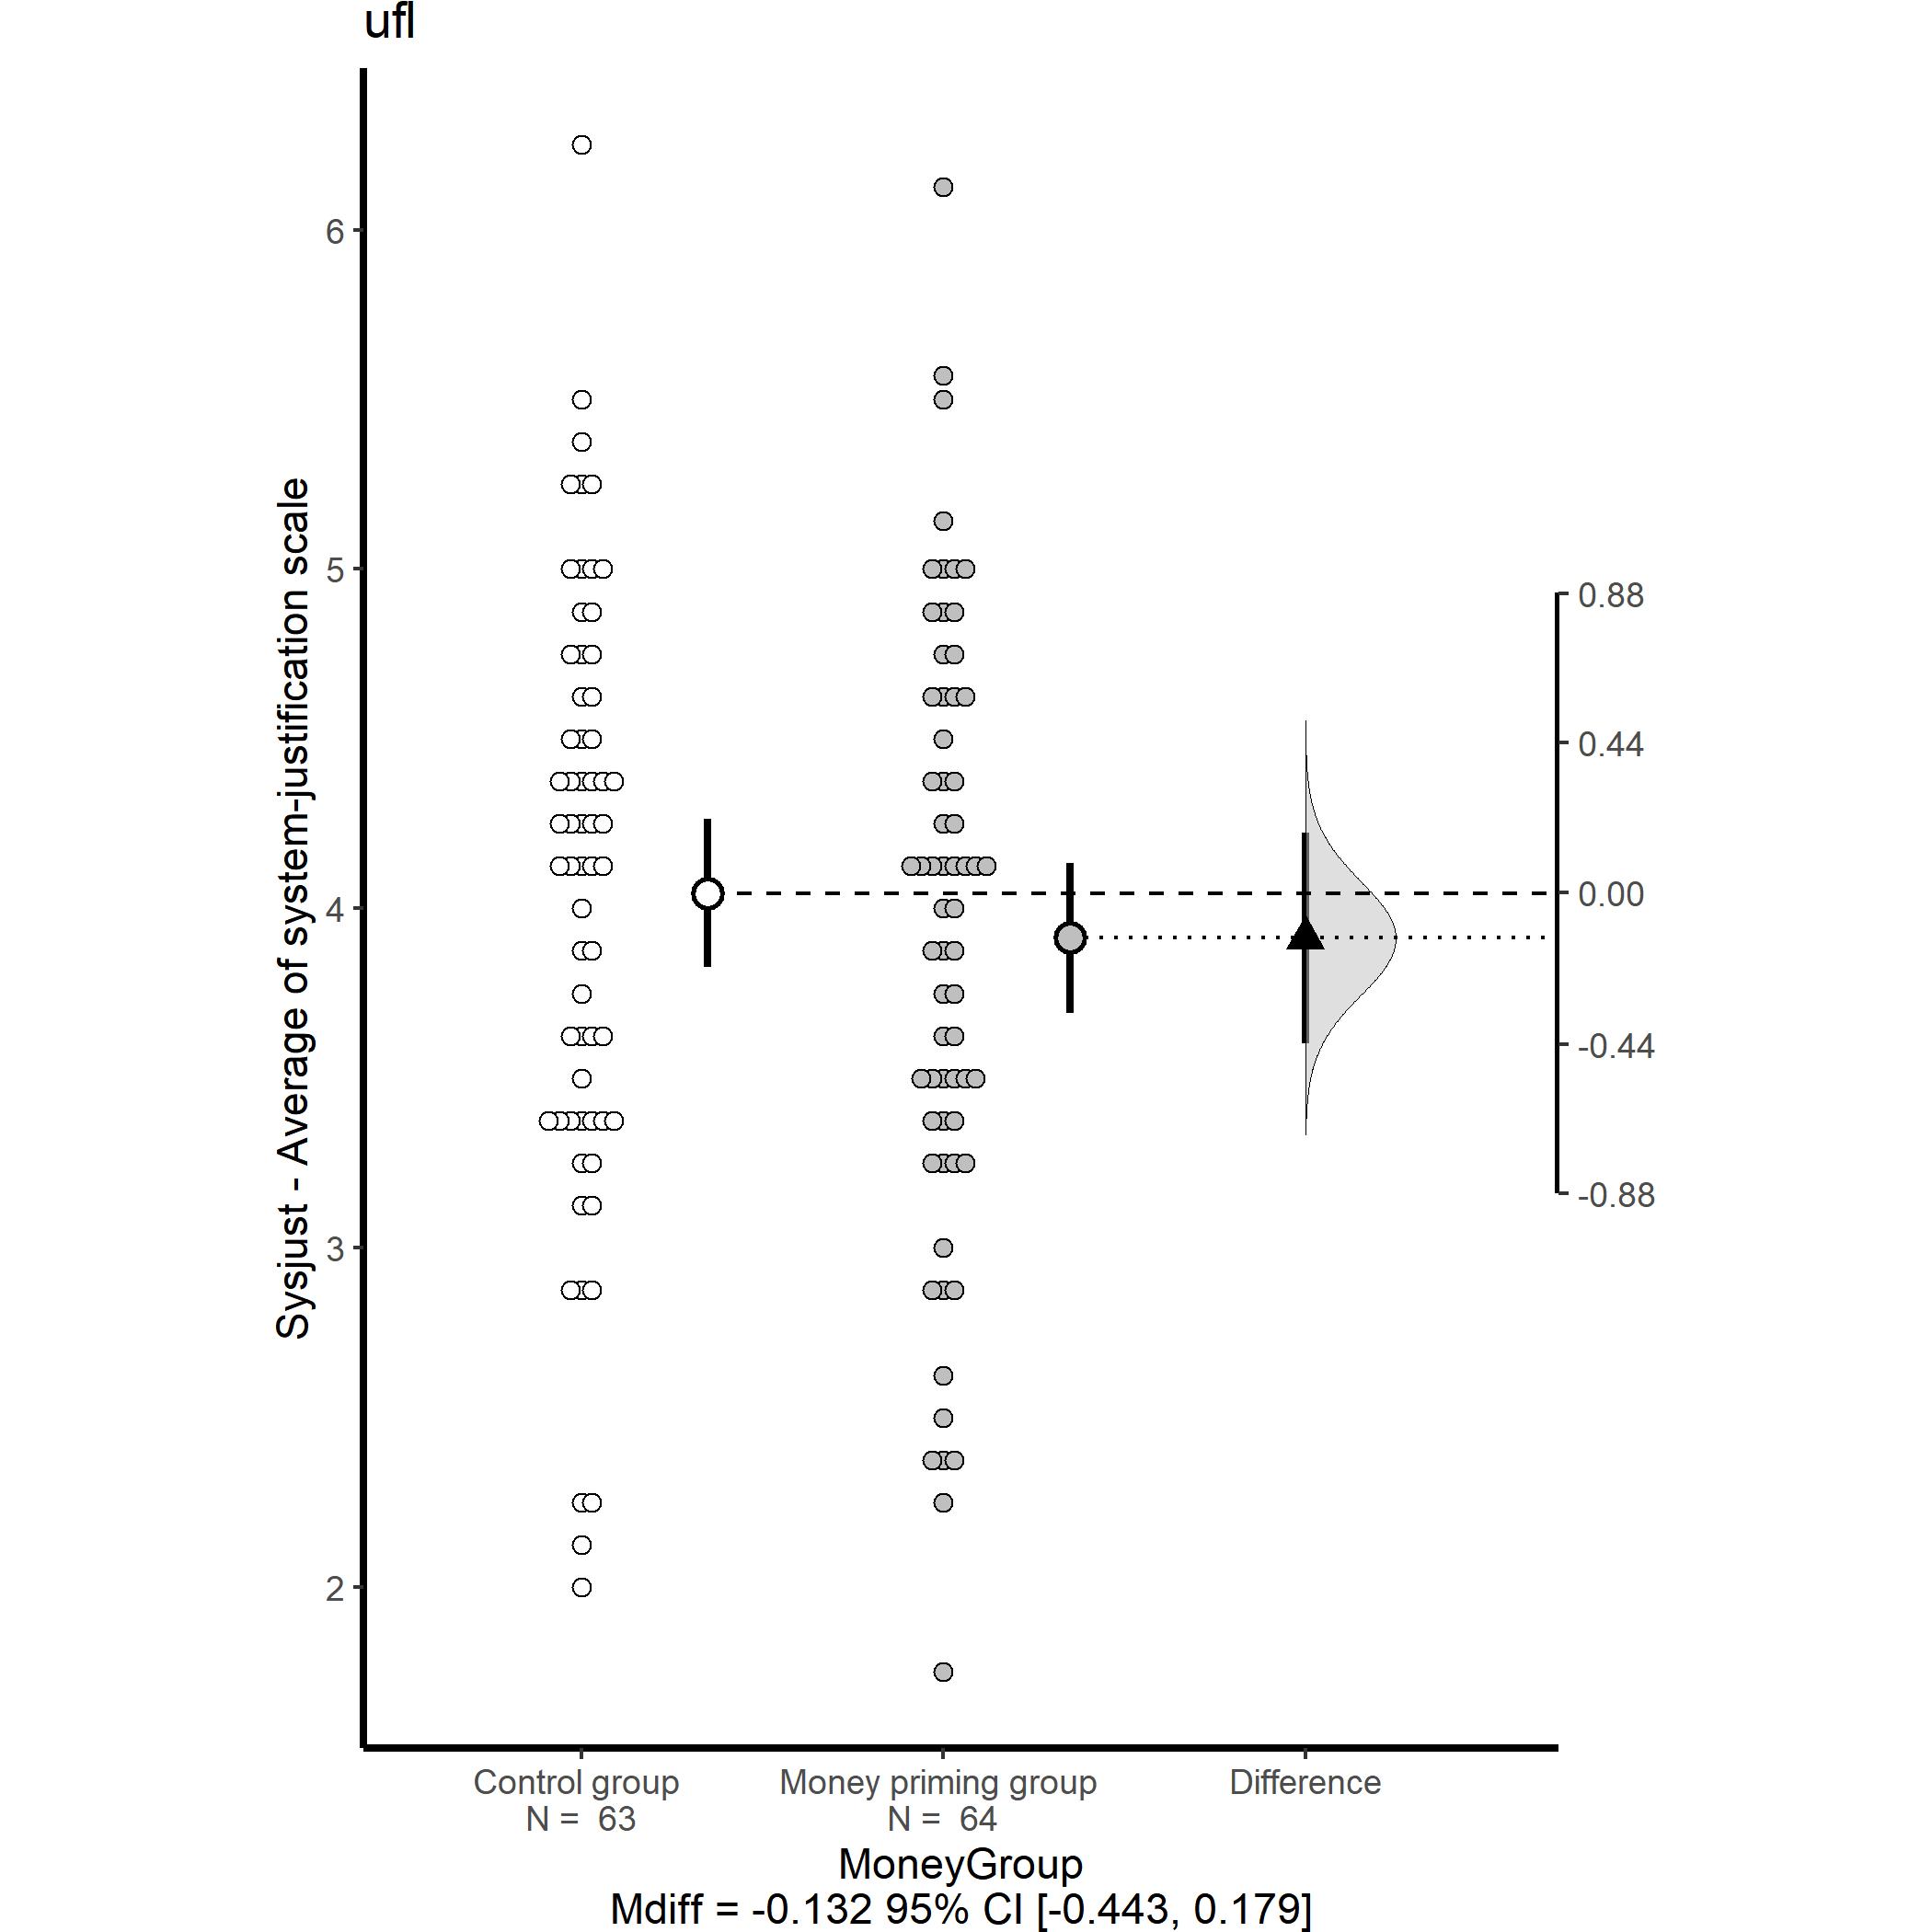 ufl
Sysjust - Average of system-justification scale
6
5
4
3
2
0.88
0.44
0.00
-0.44
-0.88
Control group
N =  63
Money priming group
N =  64
Difference
MoneyGroup
Mdiff = -0.132 95% CI [-0.443, 0.179]